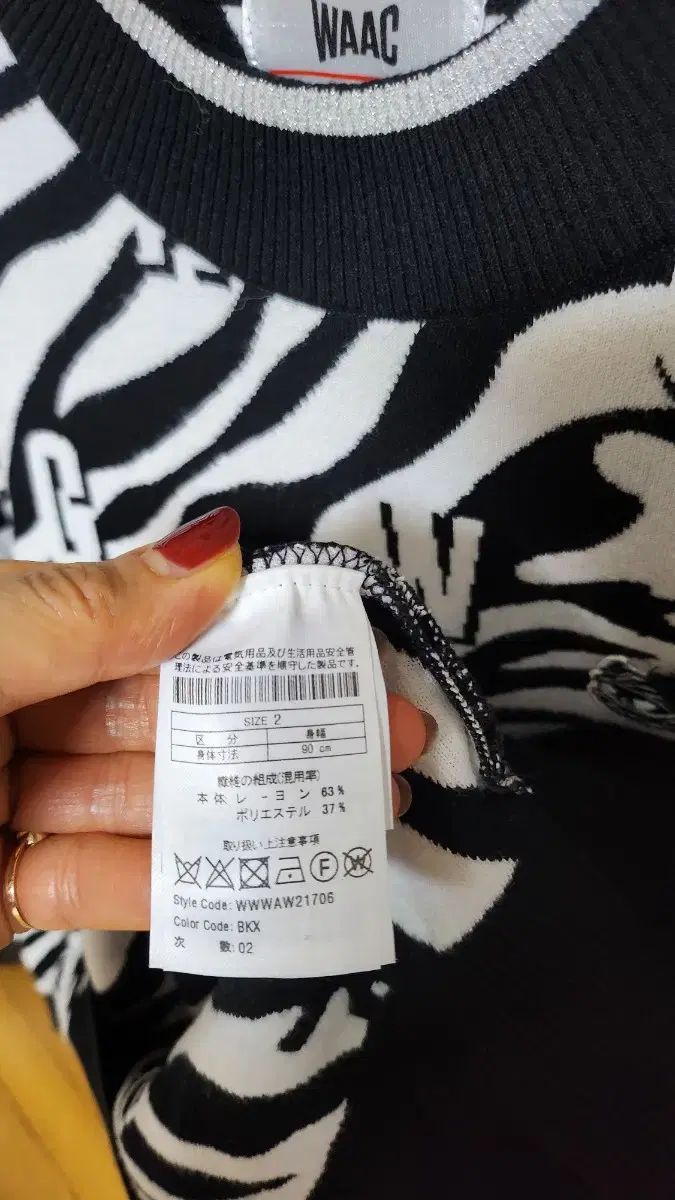 WAAC
この製品は電気用品及び生活用品安全管
理法による安全基準を順守した製品です.
SIZE 2
区 分 身幅
身体寸法 90 cm
繊維の組成(混用率)
本体 レ - ヨン 63 %
ポリエステル 37 %
取り扱い上注意事項
F W
Style Code: WWWAW21706
Color Code: BKX
次 數: 02